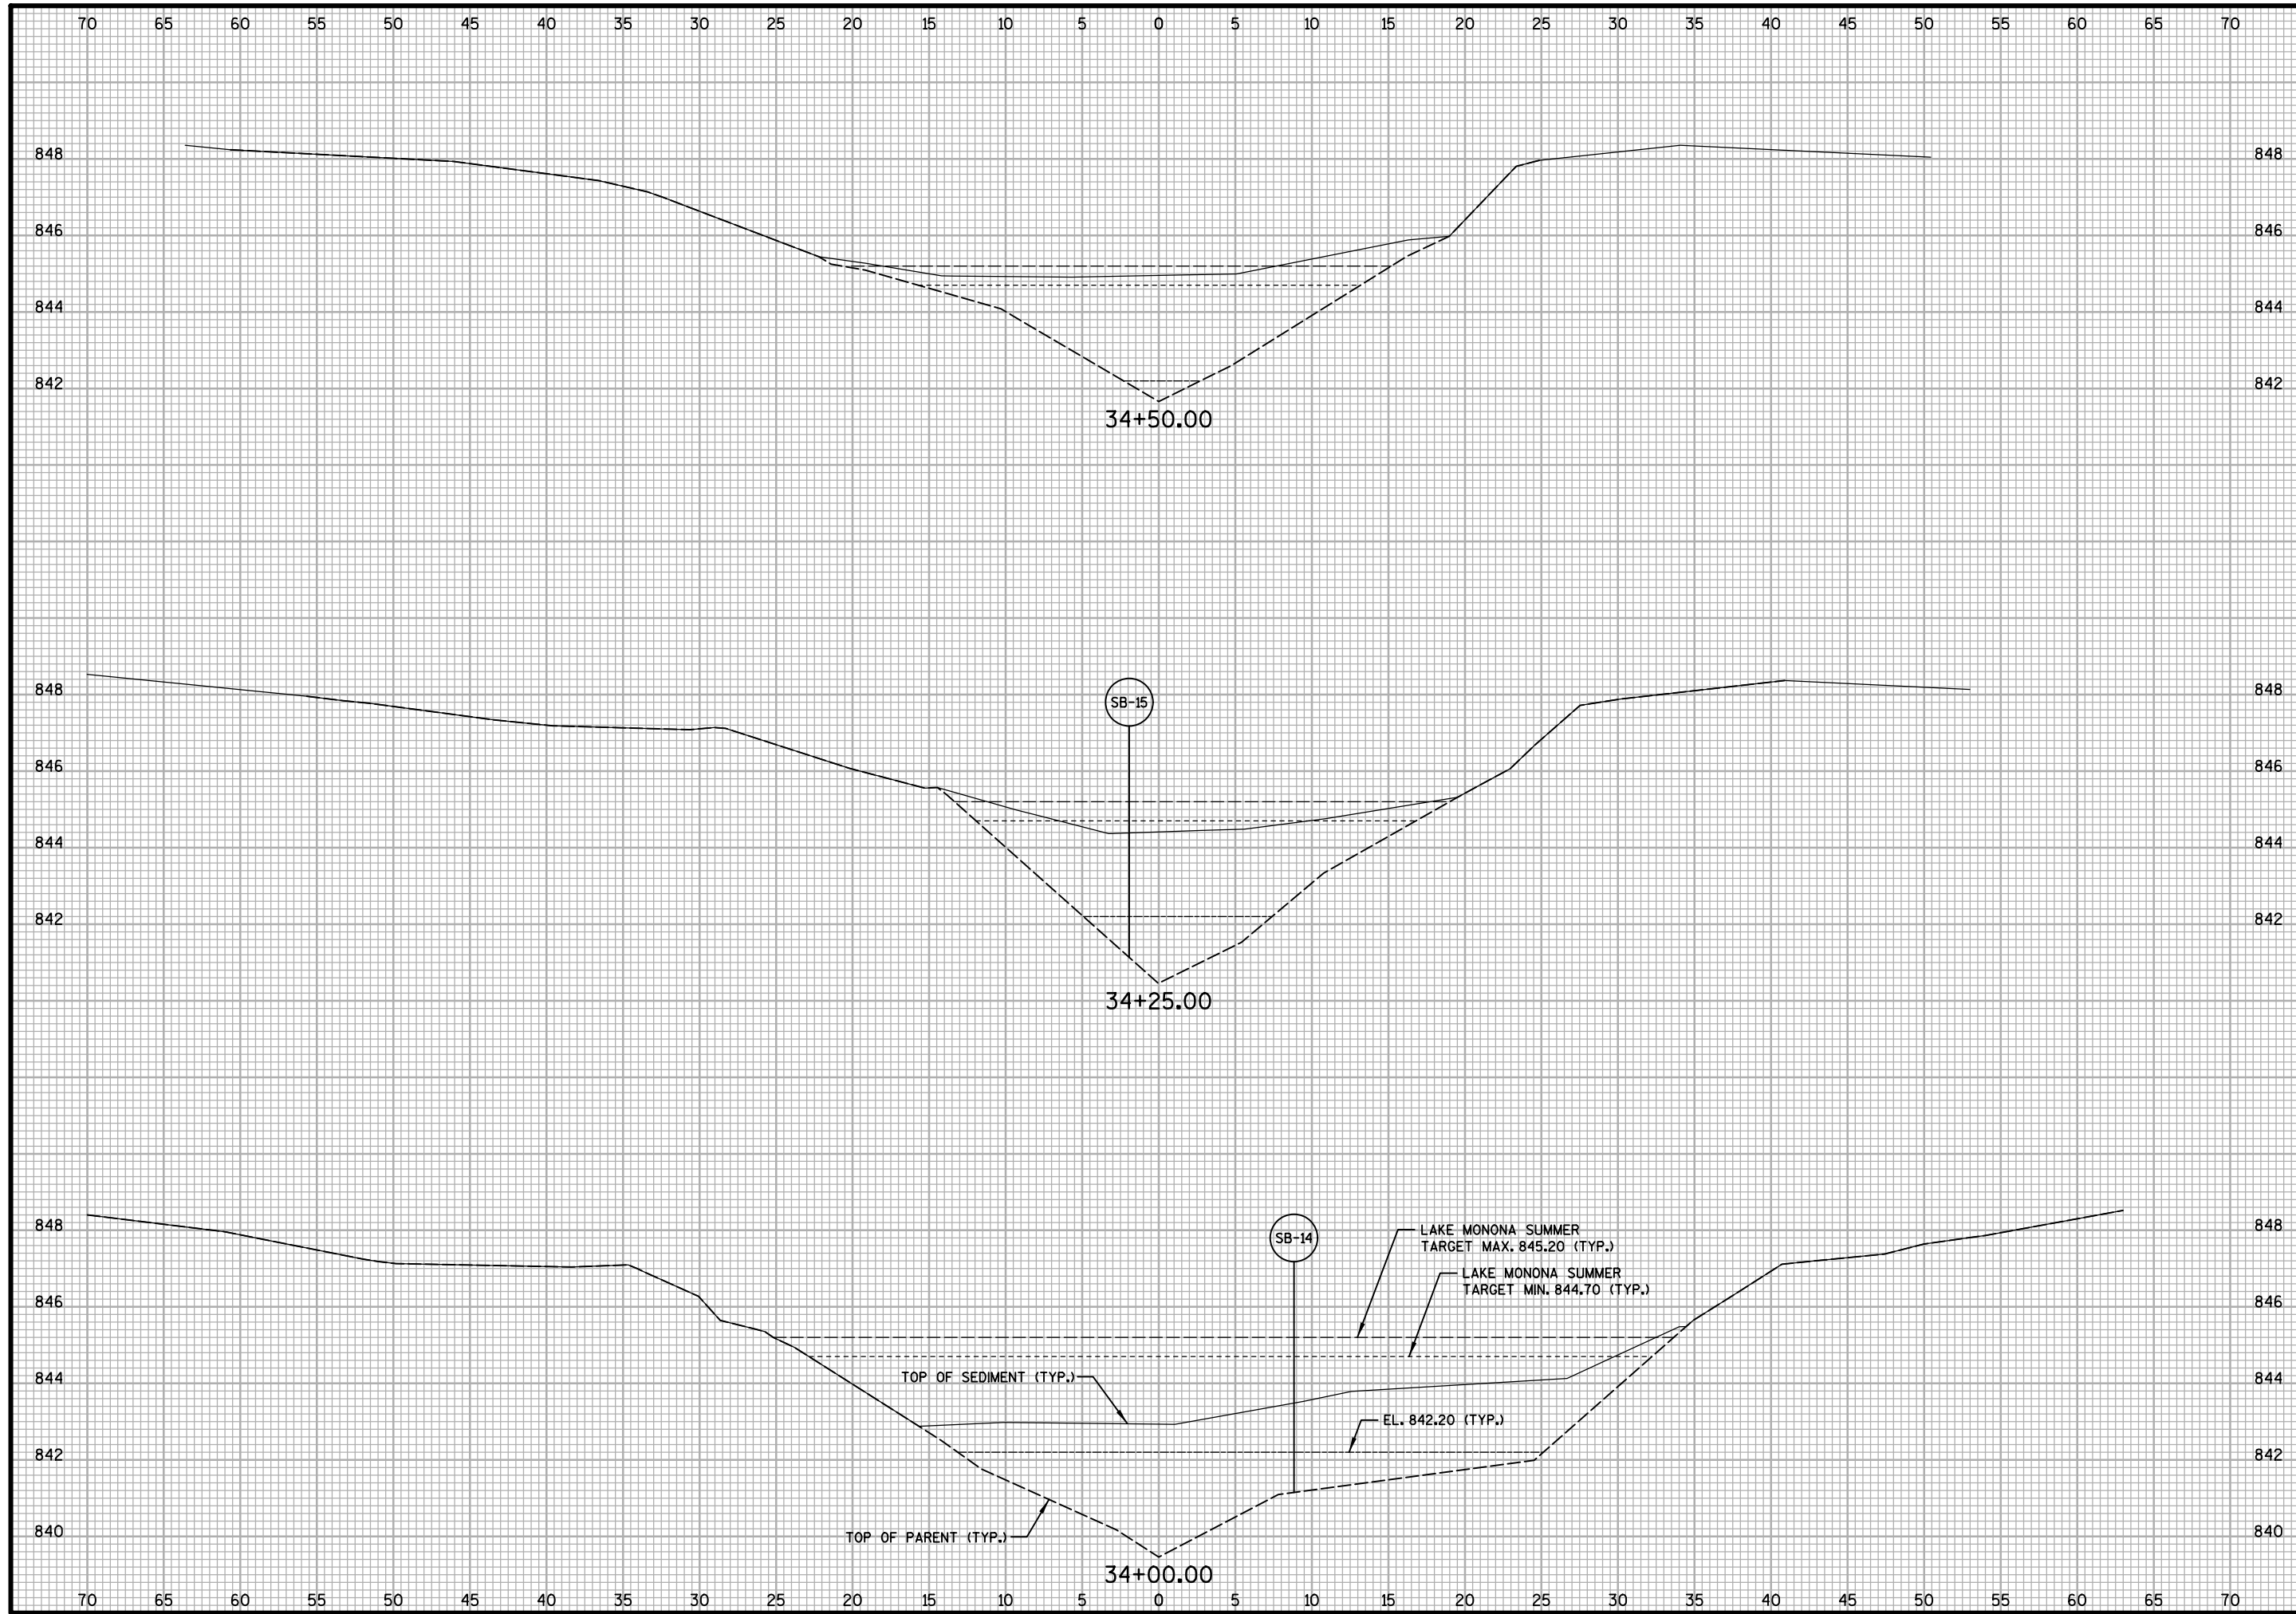 70 65 60 55 50 45 40 35 30 25 20 15 10 5 0 5 10 15 20 25 30 35 40 45 50 55 60 65 70
848 848
846 846
844 844
842 842
34+50.00
848 848
SB-15
846 846
844 844
842 842
34+25.00
848 848
SB-14
LAKE MONONA SUMMER
TARGET MAX. 845.20 (TYP.)
LAKE MONONA SUMMER
TARGET MIN. 844.70 (TYP.)
846 846
TOP OF SEDIMENT (TYP.)
844 844
EL. 842.20 (TYP.)
842 842
840 840
TOP OF PARENT (TYP.)
34+00.00
70 65 60 55 50 45 40 35 30 25 20 15 10 5 0 5 10 15 20 25 30 35 40 45 50 55 60 65 70